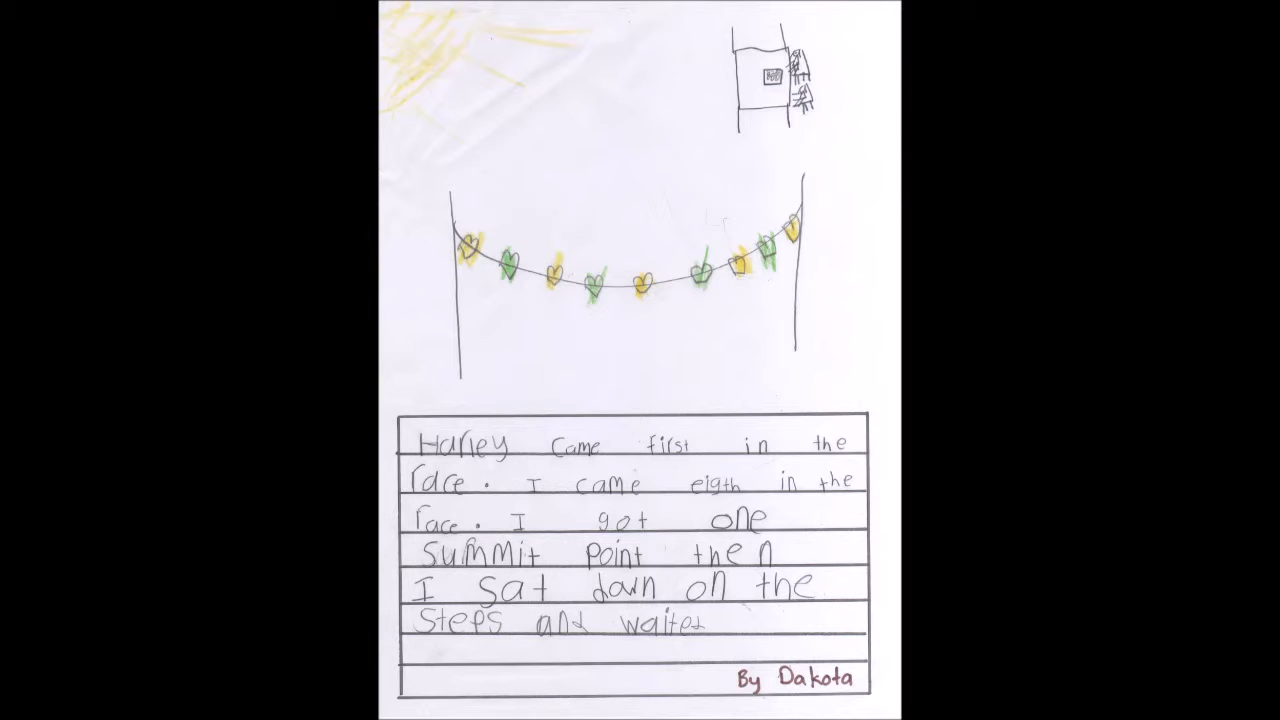 Harley came first in the
race. I came eigth in the
race. I got one
summit point then
I sat down on the
steps and waited
By Dakota